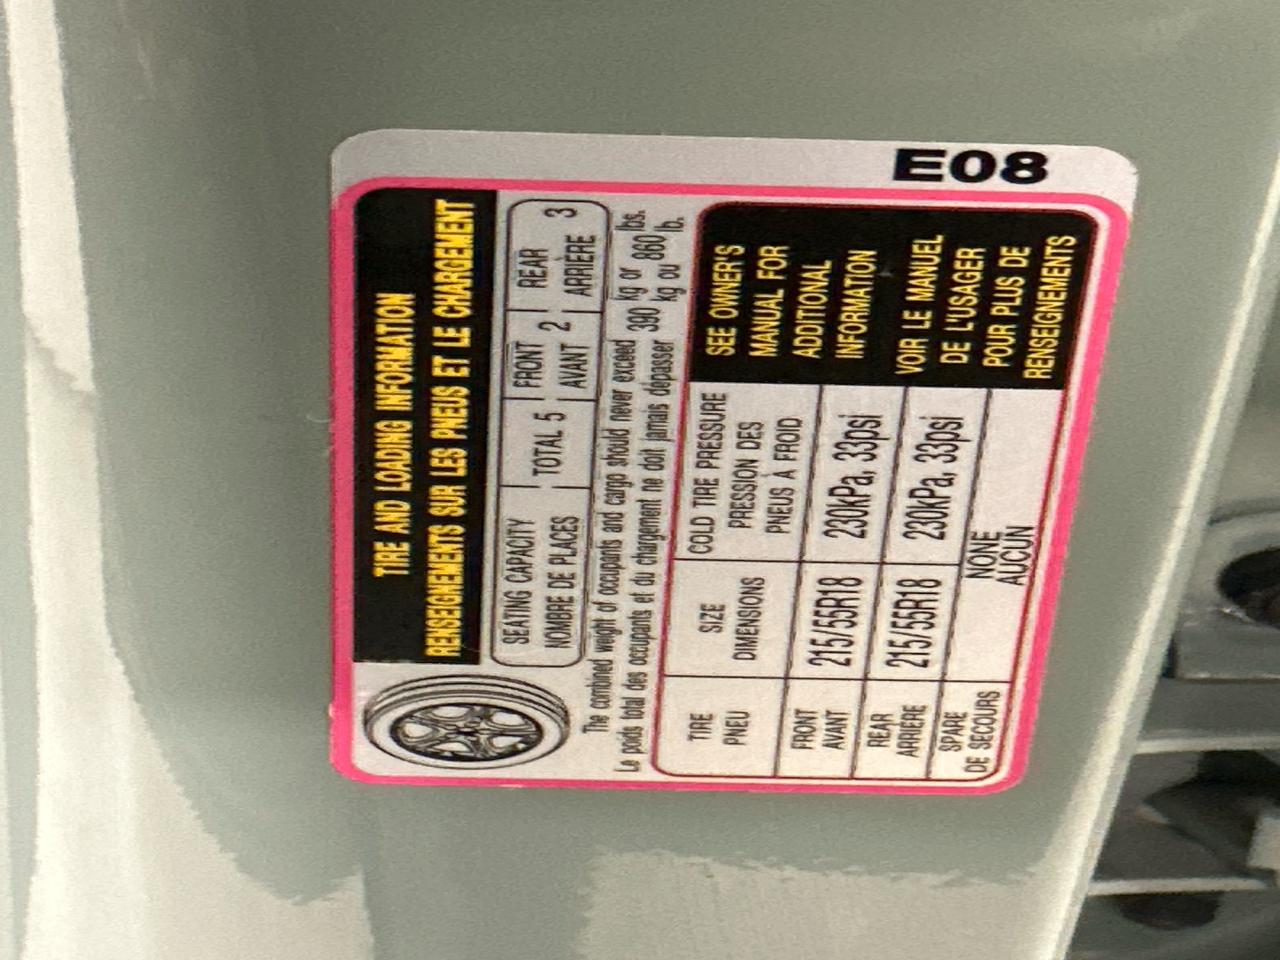 TIRE AND LOADING INFORMATION
RENSEIGNEMENTS SUR LES PNEUS ET LE CHARGEMENT
SEATING CAPACITY
NOMBRE DE PLACES
TOTAL 5
FRONT
AVANT 2
REAR
ARRIÈRE 3
The combined weight of occupants and cargo should never exceed 390 kg or 860 lbs.
Le poids total des occupants et du chargement ne doit jamais dépasser kg ou lb.
TIRE
PNEU
SIZE
DIMENSIONS
COLD TIRE PRESSURE
PRESSION DES
PNEUS À FROID
FRONT
AVANT
215/55R18
230kPa, 33psi
REAR
ARRIÈRE
215/55R18
230kPa, 33psi
SPARE
DE SECOURS
NONE
AUCUN
SEE OWNER'S
MANUAL FOR
ADDITIONAL
INFORMATION
VOIR LE MANUEL
DE L'USAGER
POUR PLUS DE
RENSEIGNEMENTS
E08